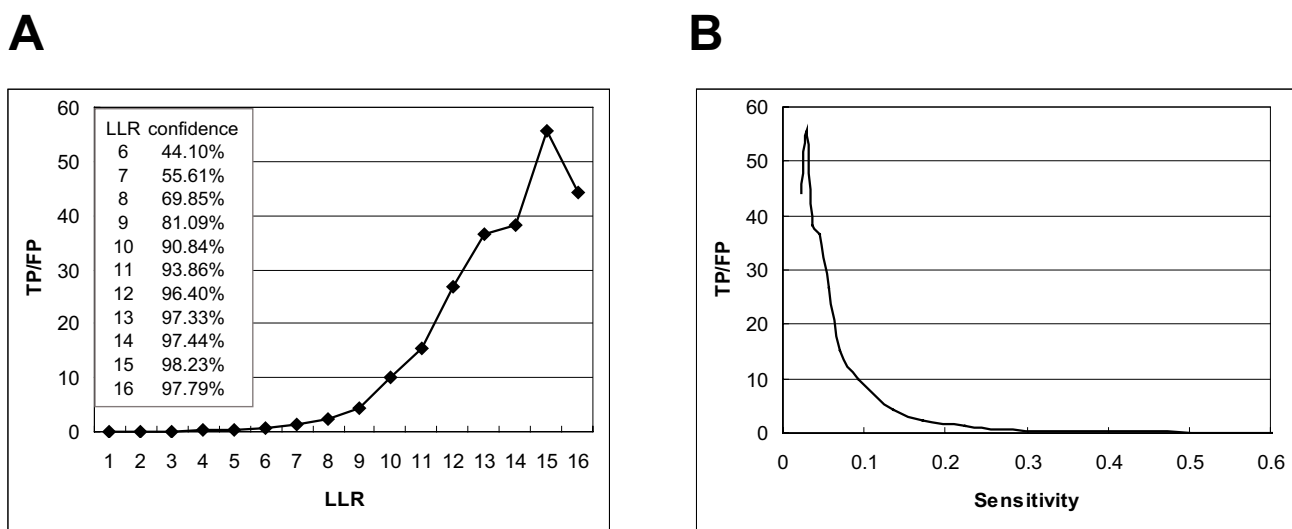 A
B
60
50
40
30
20
10
0
TP/FP
LLR confidence
6 44.10%
7 55.61%
8 69.85%
9 81.09%
10 90.84%
11 93.86%
12 96.40%
13 97.33%
14 97.44%
15 98.23%
16 97.79%
1 2 3 4 5 6 7 8 9 10 11 12 13 14 15 16
LLR
60
50
40
30
20
10
0
TP/FP
0 0.1 0.2 0.3 0.4 0.5 0.6
Sensitivity